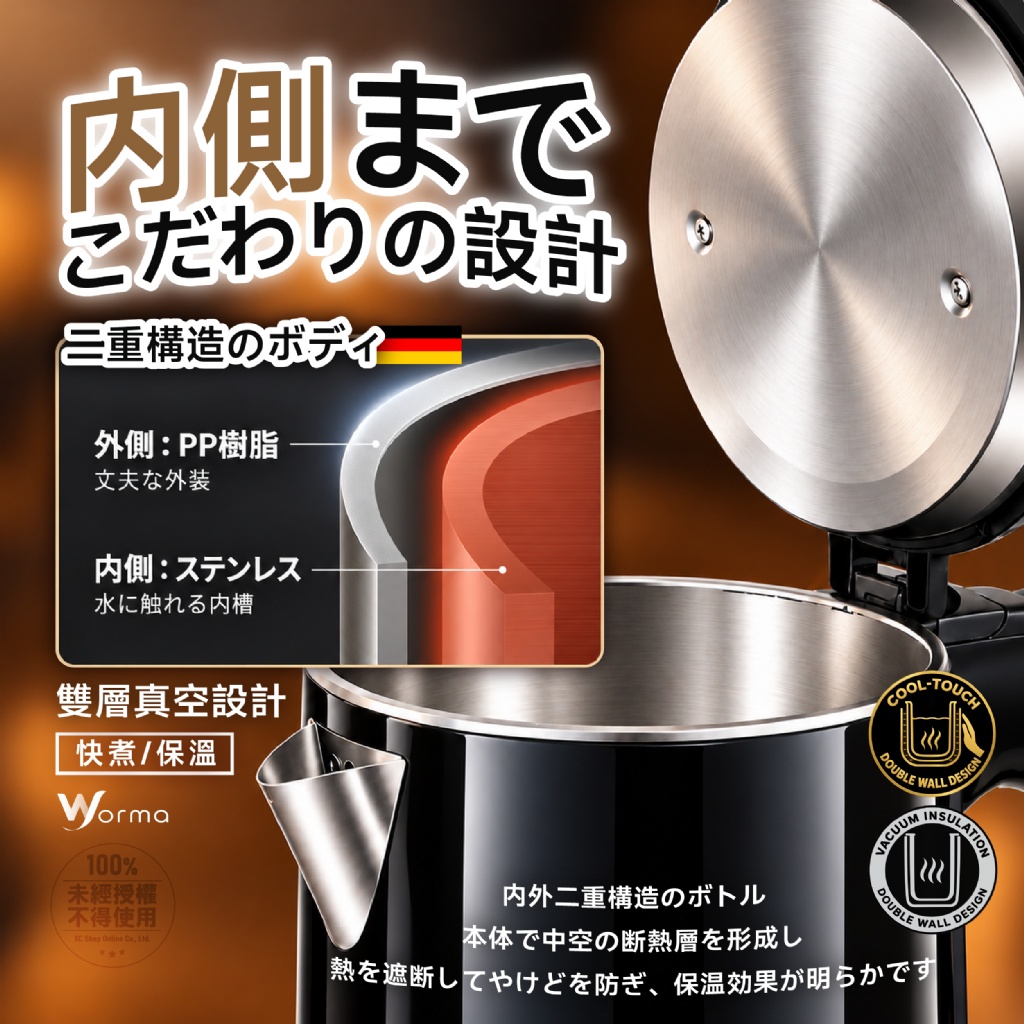 内側まで
こだわりの設計
二重構造のボディ
外側：PP樹脂
丈夫な外装
内側：ステンレス
水に触れる内槽
雙層真空設計
快煮/保溫
Worma
100%
未經授權
不得使用
EC Shop Online Co., Ltd.
COOL-TOUCH
DOUBLE WALL DESIGN
VACUUM INSULATION
DOUBLE WALL DESIGN
内外二重構造のボトル
本体で中空の断熱層を形成し
熱を遮断してやけどを防ぎ、保温効果が明らかです